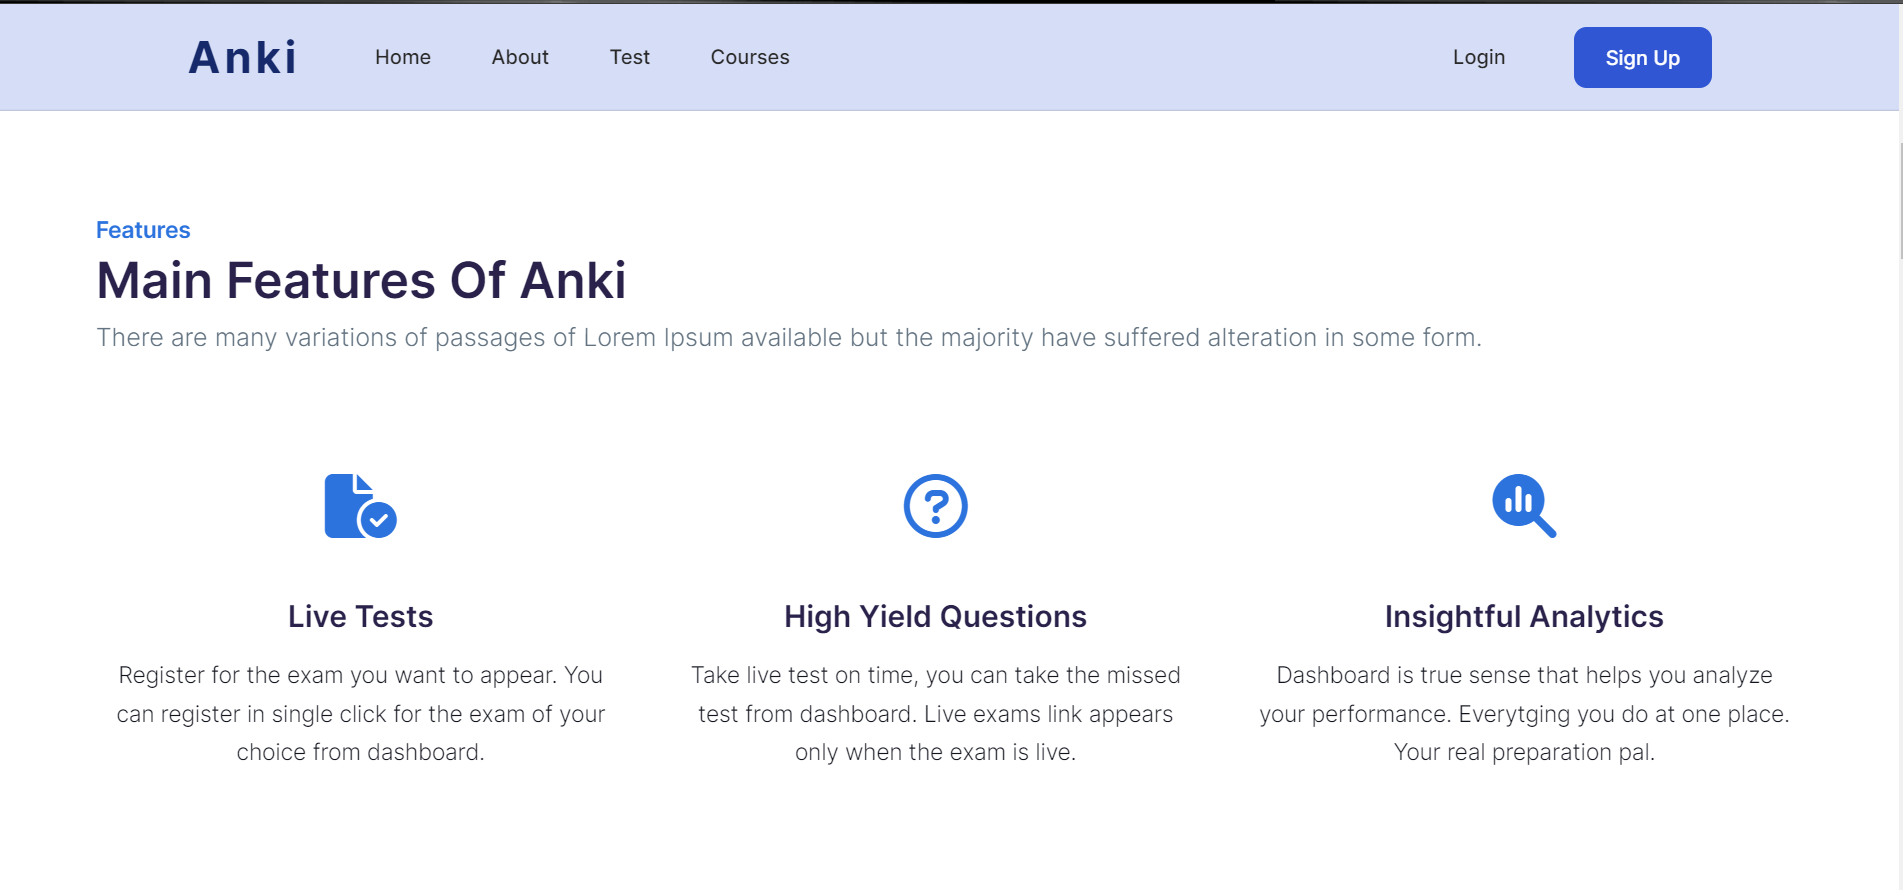 Anki Home About Test Courses Login Sign Up
Features
Main Features Of Anki
There are many variations of passages of Lorem Ipsum available but the majority have suffered alteration in some form.
Live Tests
Register for the exam you want to appear. You
can register in single click for the exam of your
choice from dashboard.
High Yield Questions
Take live test on time, you can take the missed
test from dashboard. Live exams link appears
only when the exam is live.
Insightful Analytics
Dashboard is true sense that helps you analyze
your performance. Everytging you do at one place.
Your real preparation pal.